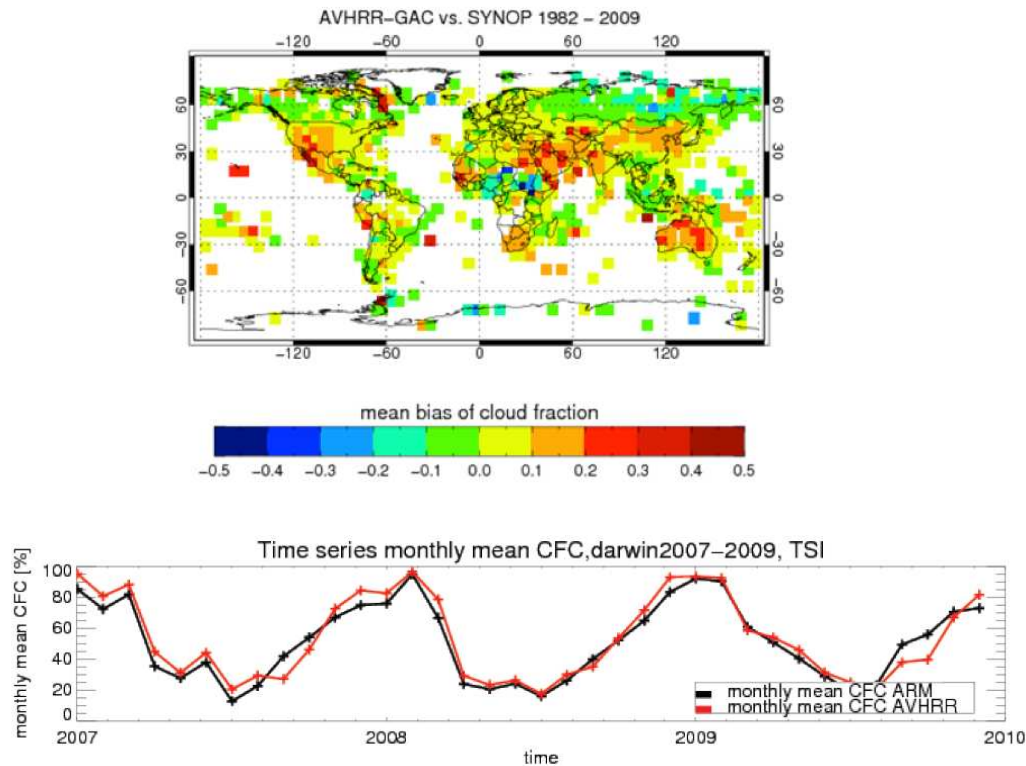 AVHRR-GAC vs. SYNOP 1982 - 2009
-120 -60 0 60 120
60
30
0
-30
-60
60
30
0
-30
-60
-120 -60 0 60 120
mean bias of cloud fraction
-0.5 -0.4 -0.3 -0.2 -0.1 0.0 0.1 0.2 0.3 0.4 0.5
Time series monthly mean CFC,darwin2007-2009, TSI
monthly mean CFC [%]
100
80
60
40
20
0
monthly mean CFC ARM
monthly mean CFC AVHRR
2007 2008 2009 2010
time